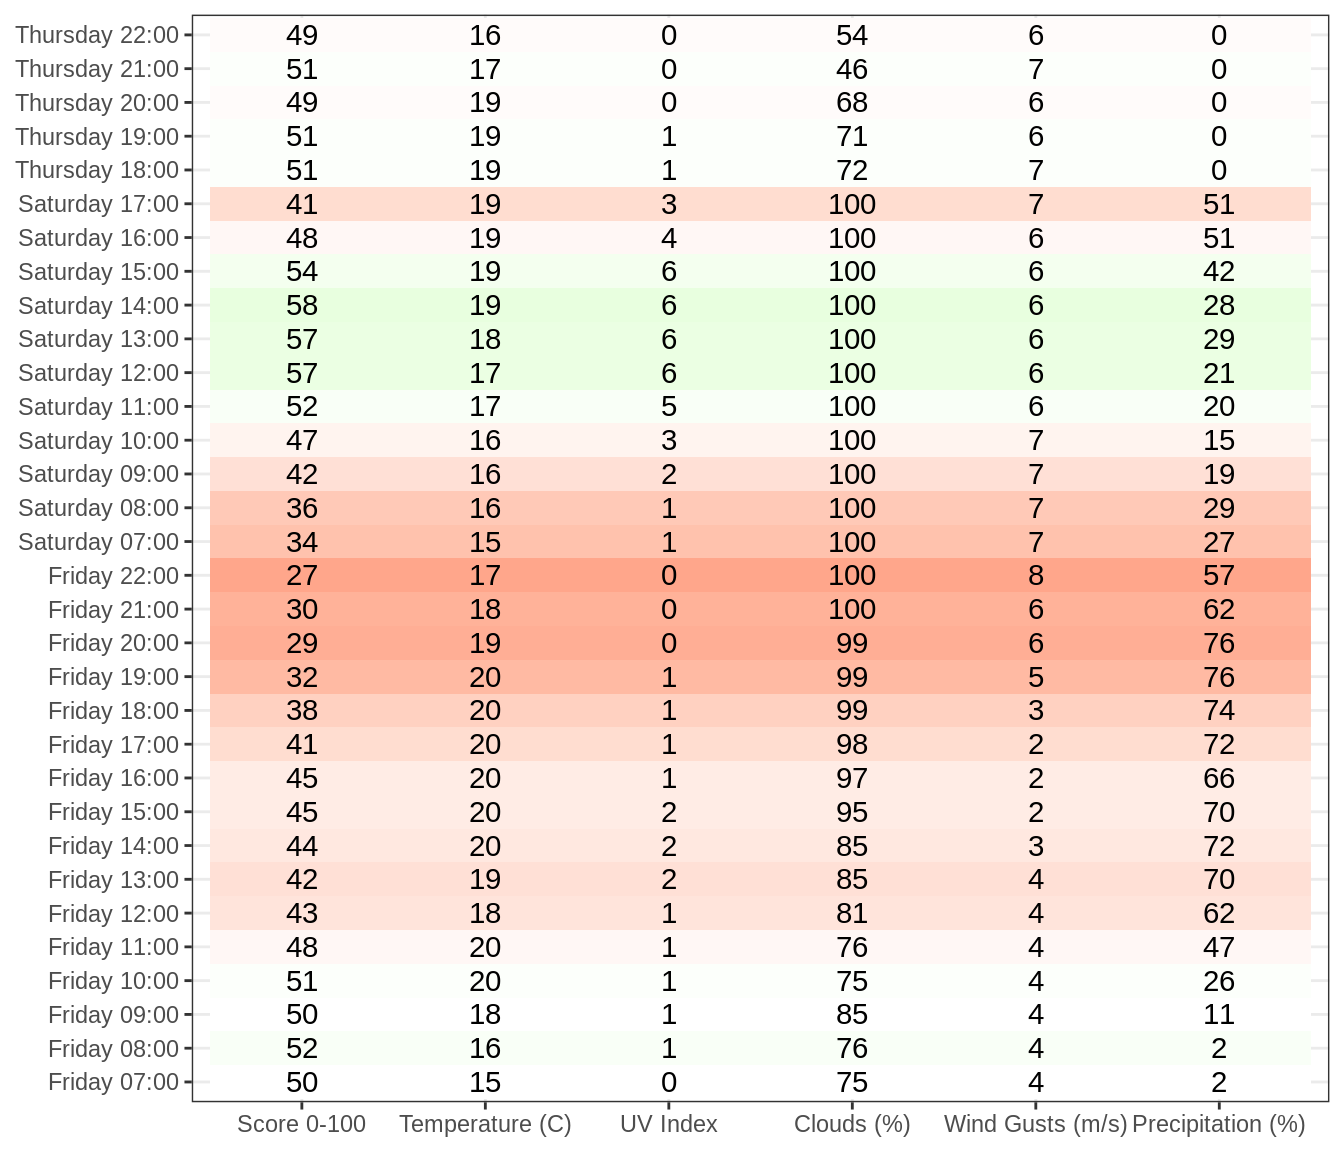 Thursday 22:00 49 16 0 54 6 0
Thursday 21:00 51 17 0 46 7 0
Thursday 20:00 49 19 0 68 6 0
Thursday 19:00 51 19 1 71 6 0
Thursday 18:00 51 19 1 72 7 0
Saturday 17:00 41 19 3 100 7 51
Saturday 16:00 48 19 4 100 6 51
Saturday 15:00 54 19 6 100 6 42
Saturday 14:00 58 19 6 100 6 28
Saturday 13:00 57 18 6 100 6 29
Saturday 12:00 57 17 6 100 6 21
Saturday 11:00 52 17 5 100 6 20
Saturday 10:00 47 16 3 100 7 15
Saturday 09:00 42 16 2 100 7 19
Saturday 08:00 36 16 1 100 7 29
Saturday 07:00 34 15 1 100 7 27
Friday 22:00 27 17 0 100 8 57
Friday 21:00 30 18 0 100 6 62
Friday 20:00 29 19 0 99 6 76
Friday 19:00 32 20 1 99 5 76
Friday 18:00 38 20 1 99 3 74
Friday 17:00 41 20 1 98 2 72
Friday 16:00 45 20 1 97 2 66
Friday 15:00 45 20 2 95 2 70
Friday 14:00 44 20 2 85 3 72
Friday 13:00 42 19 2 85 4 70
Friday 12:00 43 18 1 81 4 62
Friday 11:00 48 20 1 76 4 47
Friday 10:00 51 20 1 75 4 26
Friday 09:00 50 18 1 85 4 11
Friday 08:00 52 16 1 76 4 2
Friday 07:00 50 15 0 75 4 2
Score 0-100 Temperature (C) UV Index Clouds (%) Wind Gusts (m/s) Precipitation (%)